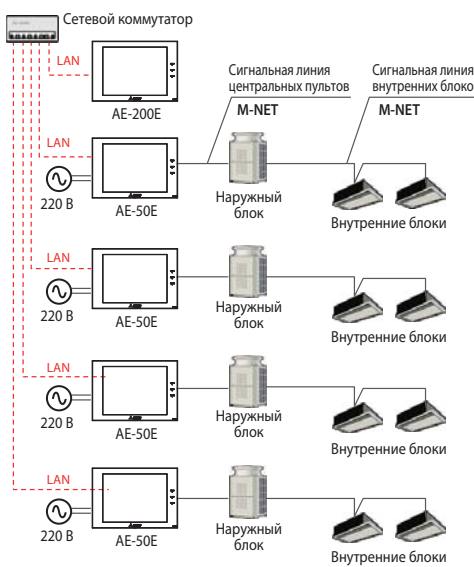 Сетевой коммутатор
LAN
AE-200E
Сигнальная линия
центральных пультов
M-NET
Сигнальная линия
внутренних блоко
M-NET
LAN
220 В
AE-50E
Наружный
блок
Внутренние блоки
LAN
220 В
AE-50E
Наружный
блок
Внутренние блоки
LAN
220 В
AE-50E
Наружный
блок
Внутренние блоки
LAN
220 В
AE-50E
Наружный
блок
Внутренние блоки